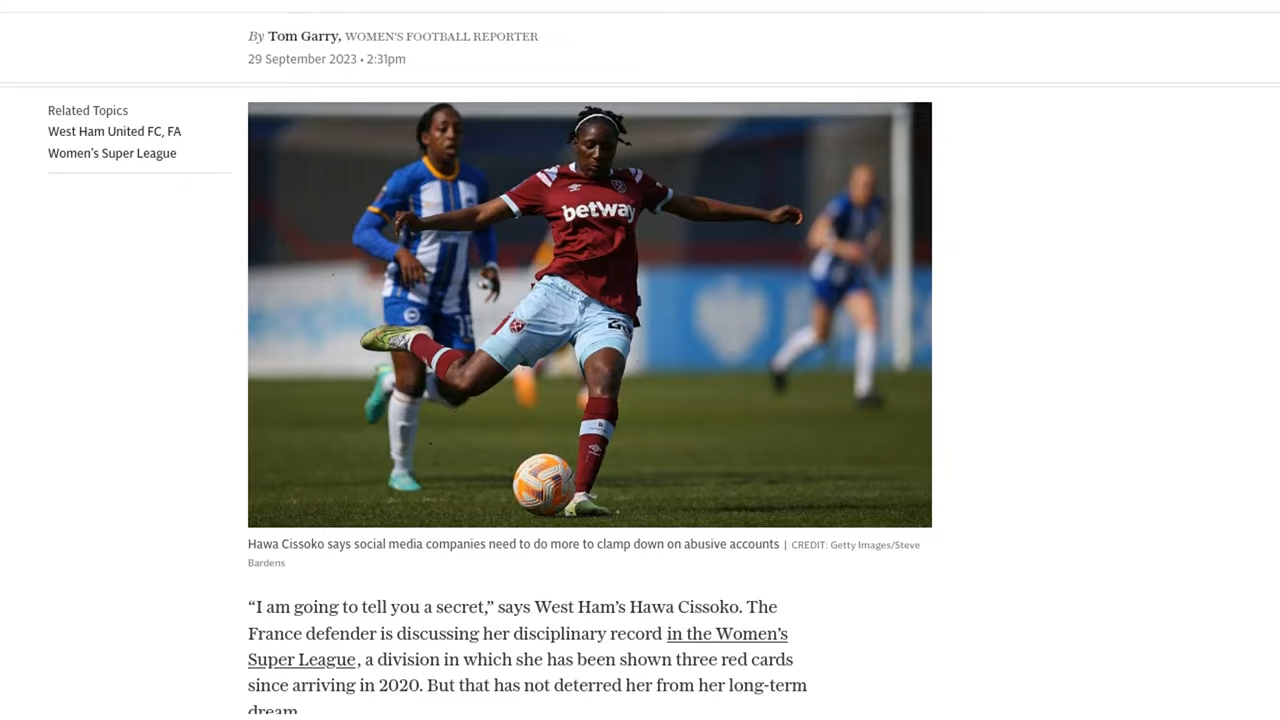 By Tom Garry, WOMEN'S FOOTBALL REPORTER
29 September 2023 • 2:31pm
Related Topics
West Ham United FC, FA
Women's Super League
betway
Hawa Cissoko says social media companies need to do more to clamp down on abusive accounts | CREDIT: Getty Images/Steve
Bardens
“I am going to tell you a secret,” says West Ham’s Hawa Cissoko. The
France defender is discussing her disciplinary record in the Women’s
Super League, a division in which she has been shown three red cards
since arriving in 2020. But that has not deterred her from her long-term
dream.